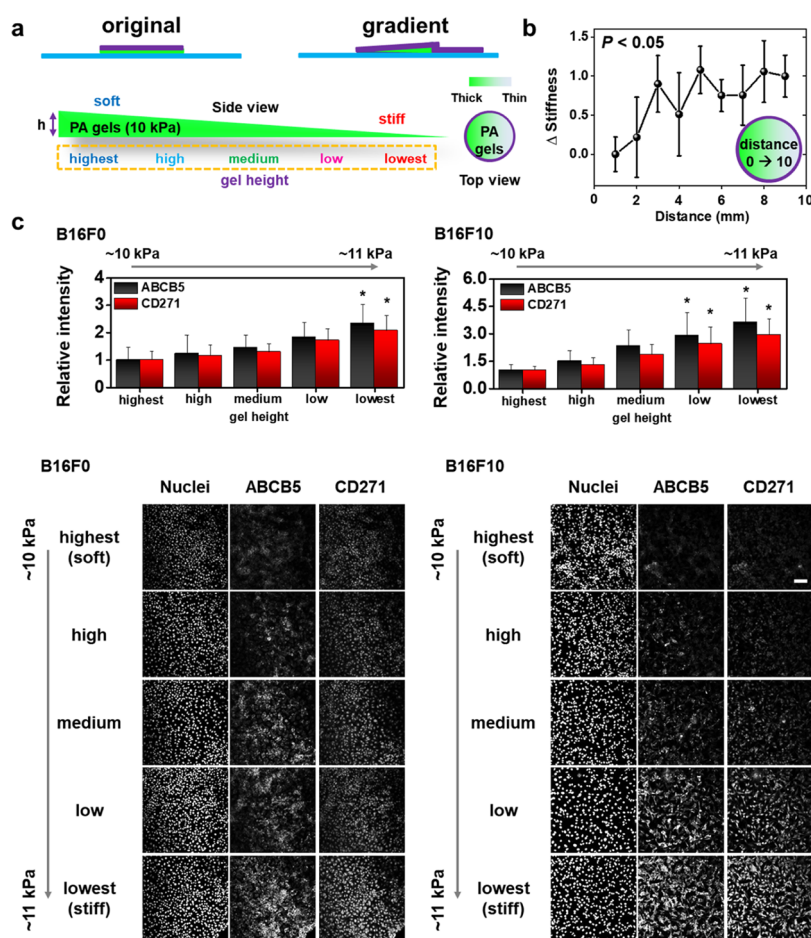 a
original
gradient
soft
Side view
stiff
h
PA gels (10 kPa)
highest high medium low lowest
gel height
Thick Thin
PA
gels
Top view
b
P < 0.05
Δ Stiffness
1.5
1.0
0.5
0.0
distance
0 → 10
0 2 4 6 8 10
Distance (mm)
c
B16F0
~10 kPa ~11 kPa
Relative intensity
4
3
2
1
0
ABCB5
CD271
* *
highest high medium low lowest
gel height
B16F10
~10 kPa ~11 kPa
Relative intensity
6.0
4.5
3.0
1.5
0.0
ABCB5
CD271
* * * *
highest high medium low lowest
gel height
B16F0
Nuclei ABCB5 CD271
~10 kPa
highest
(soft)
high
medium
low
lowest
(stiff)
~11 kPa
B16F10
Nuclei ABCB5 CD271
~10 kPa
highest
(soft)
high
medium
low
lowest
(stiff)
~11 kPa